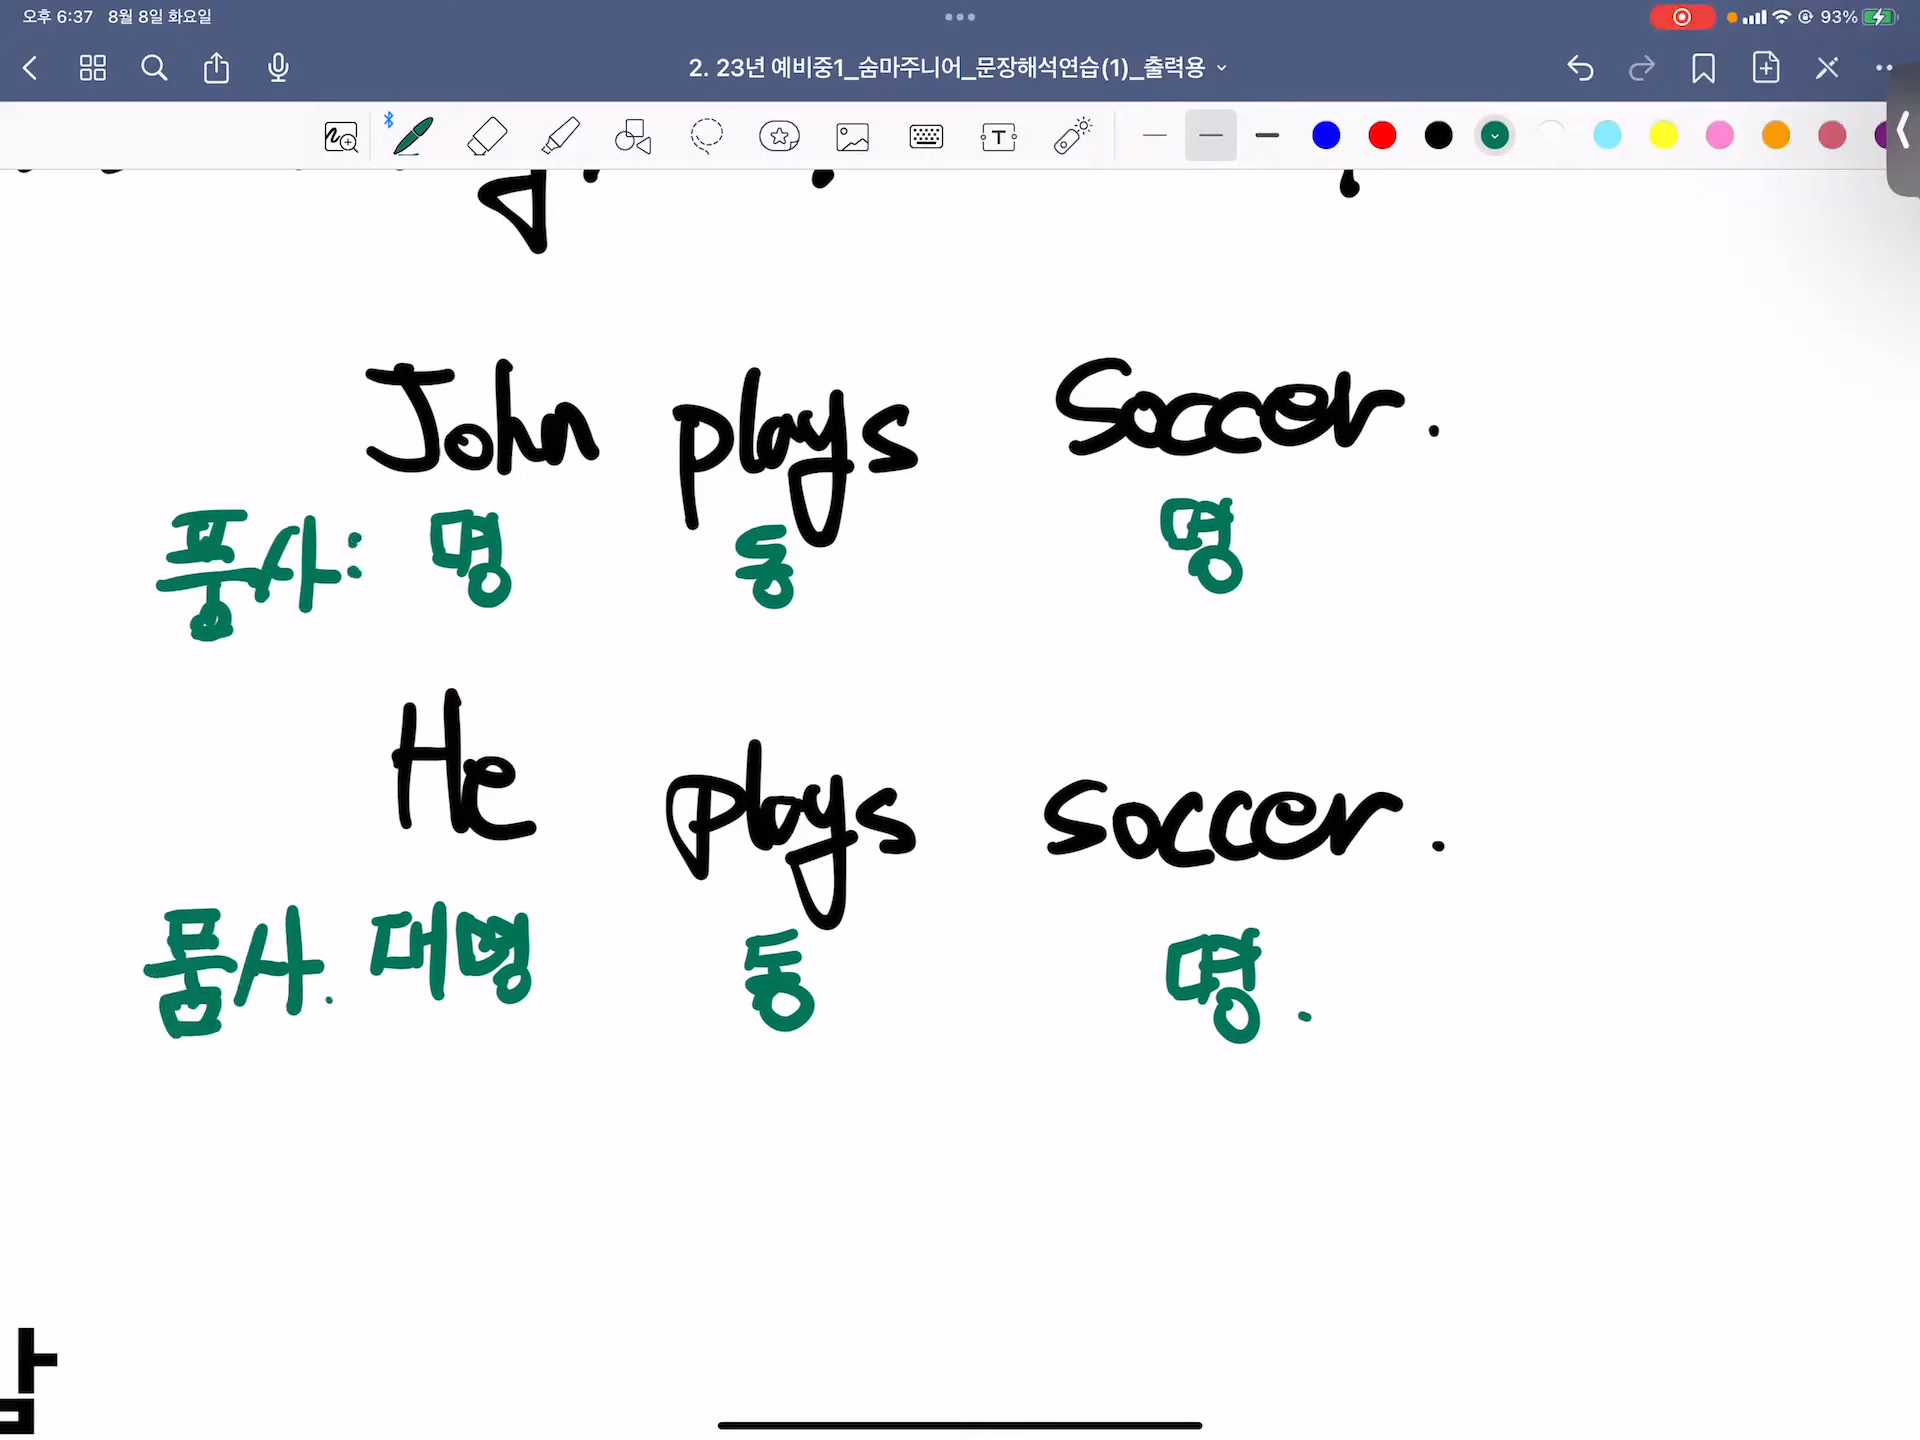 오후 6:37 8월 8일 화요일
93%
2. 23년 예비중1_숨마주니어_문장해석연습(1)_출력용
John plays Soccer.
품사: 명 동 명
He plays soccer.
품사. 대명 동 명.